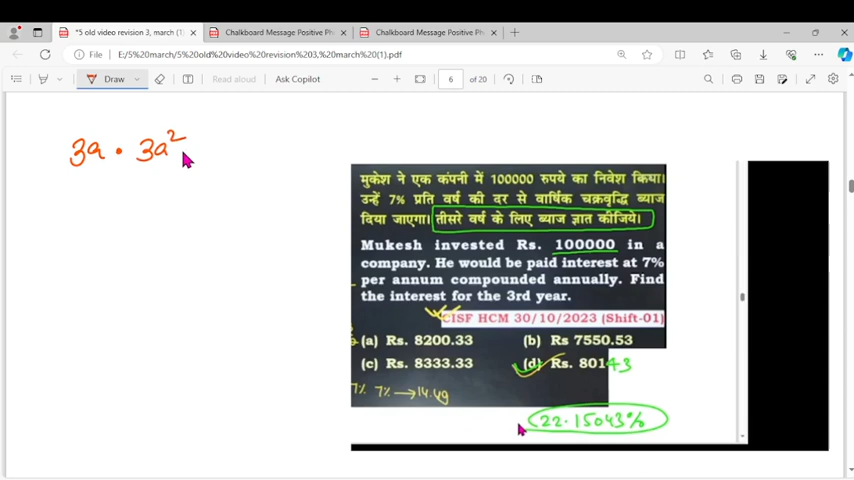 *5 old video revision 3, march (1)
Chalkboard Message Positive Ph
Chalkboard Message Positive Ph
File
E:/5%20march/5%20old%20video%20revision%203,%20march%20(1).pdf
Draw
Read aloud
Ask Copilot
6
of 20
3a . 3a²
मुकेश ने एक कंपनी में 100000 रुपये का निवेश किया।
उन्हें 7% प्रति वर्ष की दर से वार्षिक चक्रवृद्धि ब्याज
दिया जाएगा। तीसरे वर्ष के लिए ब्याज ज्ञात कीजिये।
Mukesh invested Rs. 100000 in a
company. He would be paid interest at 7%
per annum compounded annually. Find
the interest for the 3rd year.
CISF HCM 30/10/2023 (Shift-01)
(a) Rs. 8200.33
(b) Rs 7550.53
(c) Rs. 8333.33
(d) Rs. 80143
7% 7% → 14.49
22.15043%